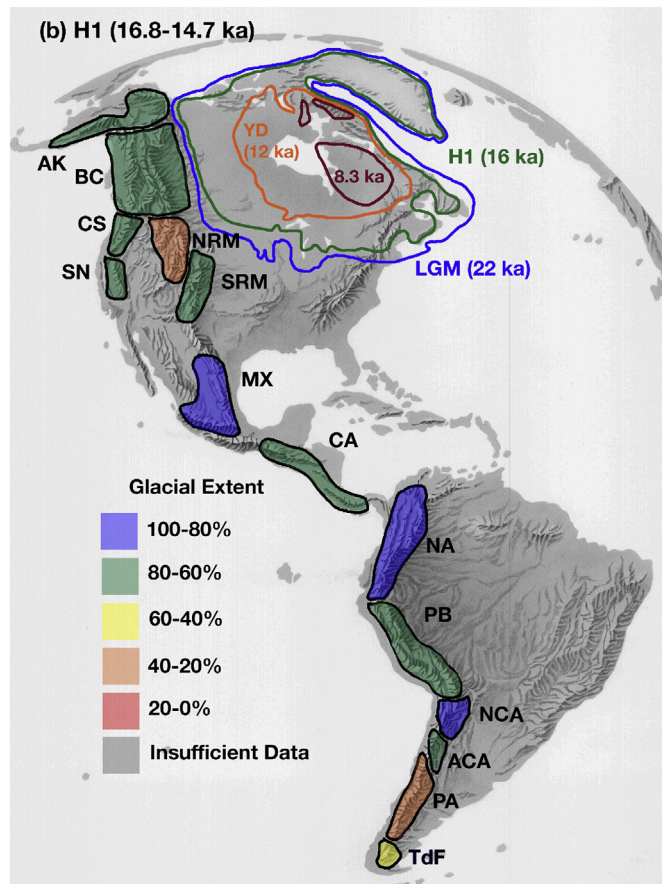 (b) H1 (16.8-14.7 ka)
YD
(12 ka)
8.3 ka
H1 (16 ka)
LGM (22 ka)
AK
BC
CS
NRM
SN
SRM
MX
CA
NA
PB
NCA
ACA
PA
TdF
Glacial Extent
100-80%
80-60%
60-40%
40-20%
20-0%
Insufficient Data